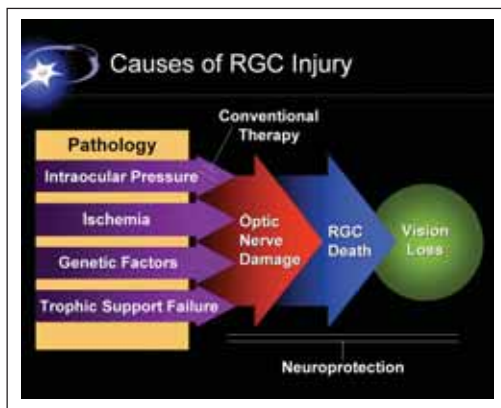 Causes of RGC Injury
Conventional
Therapy
Pathology
Intraocular Pressure
Ischemia
Genetic Factors
Trophic Support Failure
Optic
Nerve
Damage
RGC
Death
Vision
Loss
Neuroprotection